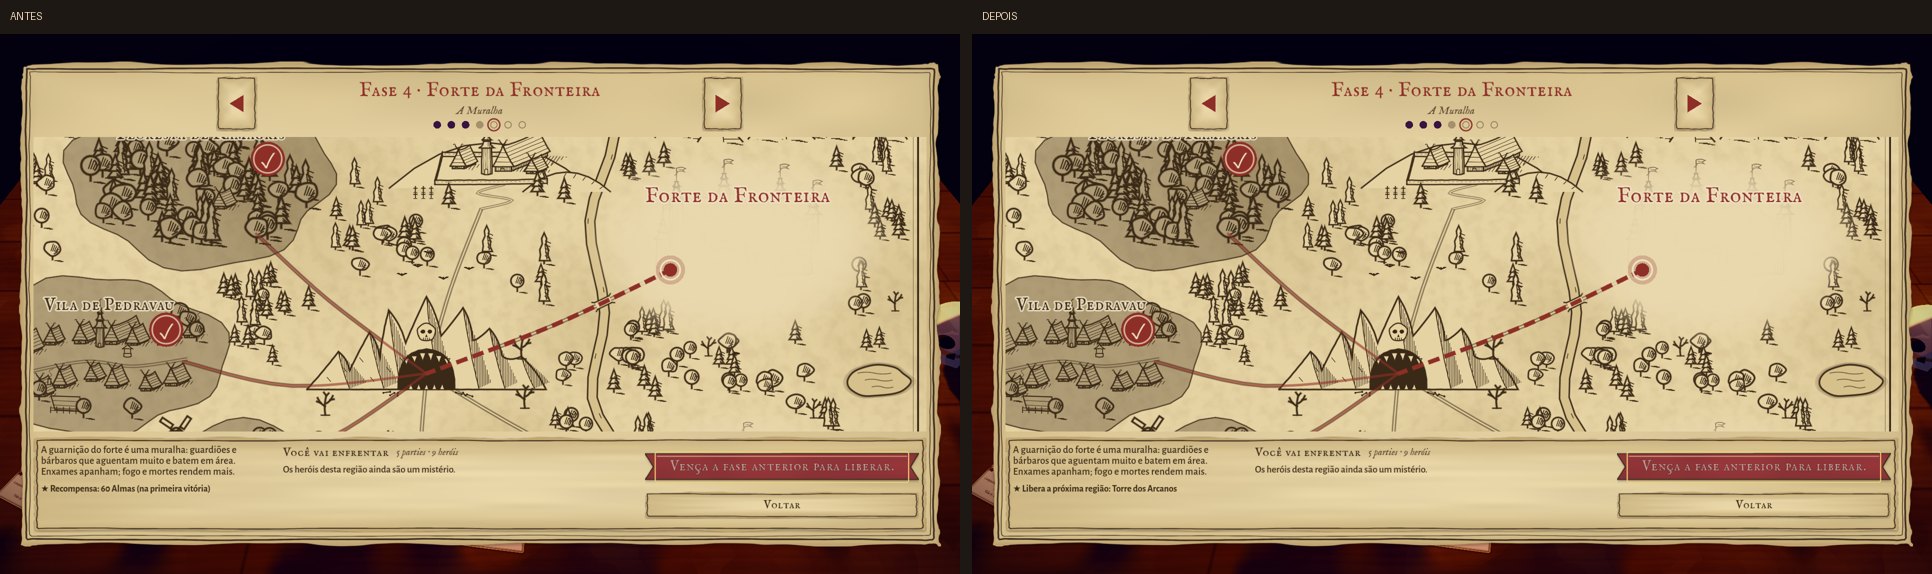 ANTES
Fase 4 · Forte da Fronteira
A Muralha
Forte da Fronteira
Vila de Pedravau
A guarnição do forte é uma muralha: guardiões e
bárbaros que aguentam muito e batem em área.
Enxames apanham; fogo e mortes rendem mais.
★ Recompensa: 60 Almas (na primeira vitória)
Você vai enfrentar 5 parties · 9 heróis
Os heróis desta região ainda são um mistério.
Vença a fase anterior para liberar.
Voltar
DEPOIS
Fase 4 · Forte da Fronteira
A Muralha
Forte da Fronteira
Vila de Pedravau
A guarnição do forte é uma muralha: guardiões e
bárbaros que aguentam muito e batem em área.
Enxames apanham; fogo e mortes rendem mais.
★ Libera a próxima região: Torre dos Arcanos
Você vai enfrentar 5 parties · 9 heróis
Os heróis desta região ainda são um mistério.
Vença a fase anterior para liberar.
Voltar